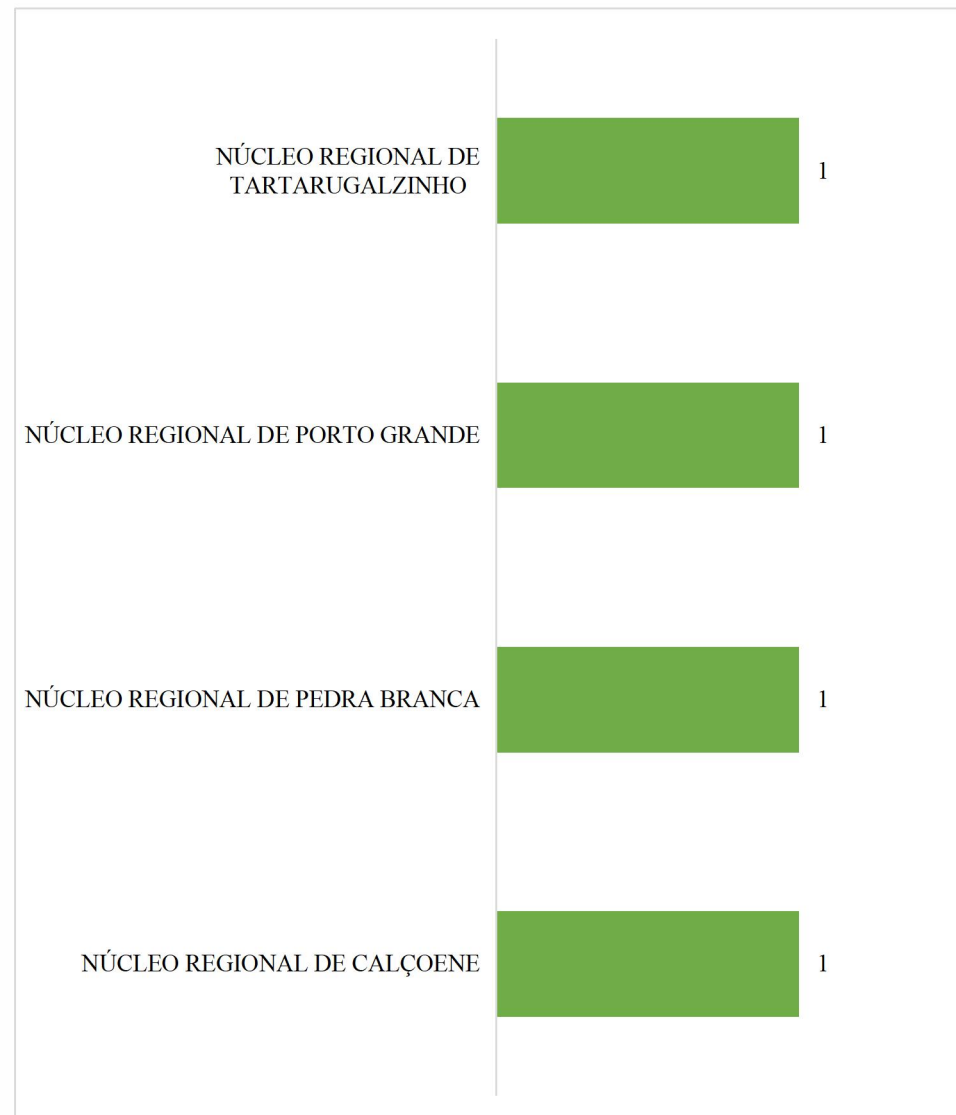 NÚCLEO REGIONAL DE
TARTARUGALZINHO
1
NÚCLEO REGIONAL DE PORTO GRANDE
1
NÚCLEO REGIONAL DE PEDRA BRANCA
1
NÚCLEO REGIONAL DE CALÇOENE
1